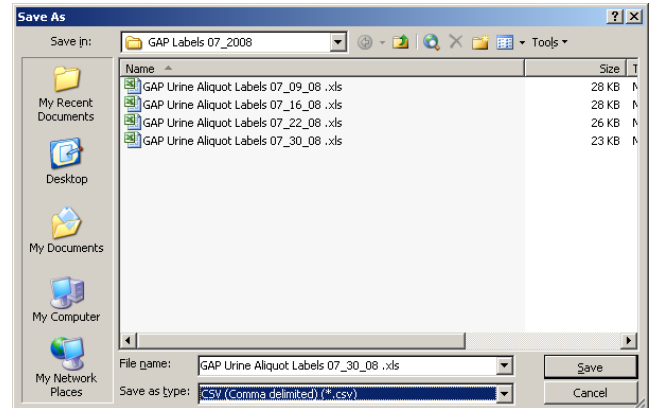 Save As
Save in:
GAP Labels 07_2008
Tools
Name
Size
T
GAP Urine Aliquot Labels 07_09_08 .xls
28 KB
GAP Urine Aliquot Labels 07_16_08 .xls
28 KB
GAP Urine Aliquot Labels 07_22_08 .xls
26 KB
GAP Urine Aliquot Labels 07_30_08 .xls
23 KB
My Recent
Documents
Desktop
My Documents
My Computer
My Network
Places
File name:
GAP Urine Aliquot Labels 07_30_08 .xls
Save
Save as type:
CSV (Comma delimited) (*.csv)
Cancel